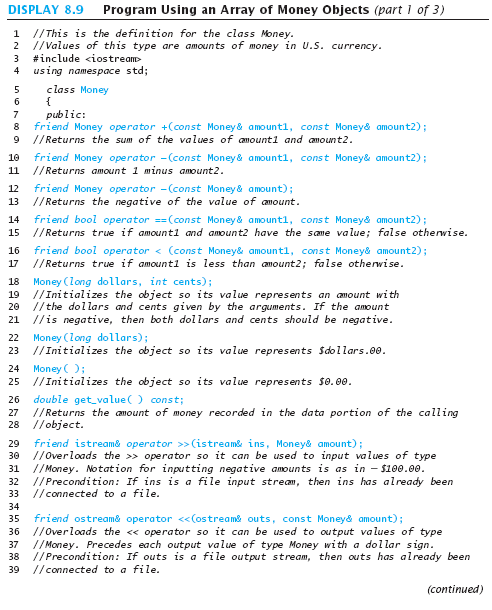 DISPLAY 8.9 Program Using an Array of Money Objects (part 1 of 3)
1 //This is the definition for the class Money.
2 //Values of this type are amounts of money in U.S. currency.
3 #include <iostream>
4 using namespace std;
5 class Money
6 {
7 public:
8 friend Money operator +(const Money& amount1, const Money& amount2);
9 //Returns the sum of the values of amount1 and amount2.
10 friend Money operator –(const Money& amount1, const Money& amount2);
11 //Returns amount 1 minus amount2.
12 friend Money operator –(const Money& amount);
13 //Returns the negative of the value of amount.
14 friend bool operator ==(const Money& amount1, const Money& amount2);
15 //Returns true if amount1 and amount2 have the same value; false otherwise.
16 friend bool operator < (const Money& amount1, const Money& amount2);
17 //Returns true if amount1 is less than amount2; false otherwise.
18 Money(long dollars, int cents);
19 //Initializes the object so its value represents an amount with
20 //the dollars and cents given by the arguments. If the amount
21 //is negative, then both dollars and cents should be negative.
22 Money(long dollars);
23 //Initializes the object so its value represents $dollars.00.
24 Money( );
25 //Initializes the object so its value represents $0.00.
26 double get_value( ) const;
27 //Returns the amount of money recorded in the data portion of the calling
28 //object.
29 friend istream& operator >>(istream& ins, Money& amount);
30 //Overloads the >> operator so it can be used to input values of type
31 //Money. Notation for inputting negative amounts is as in –$100.00.
32 //Precondition: If ins is a file input stream, then ins has already been
33 //connected to a file.
34
35 friend ostream& operator <<(ostream& outs, const Money& amount);
36 //Overloads the << operator so it can be used to output values of type
37 //Money. Precedes each output value of type Money with a dollar sign.
38 //Precondition: If outs is a file output stream, then outs has already been
39 //connected to a file.
(continued)